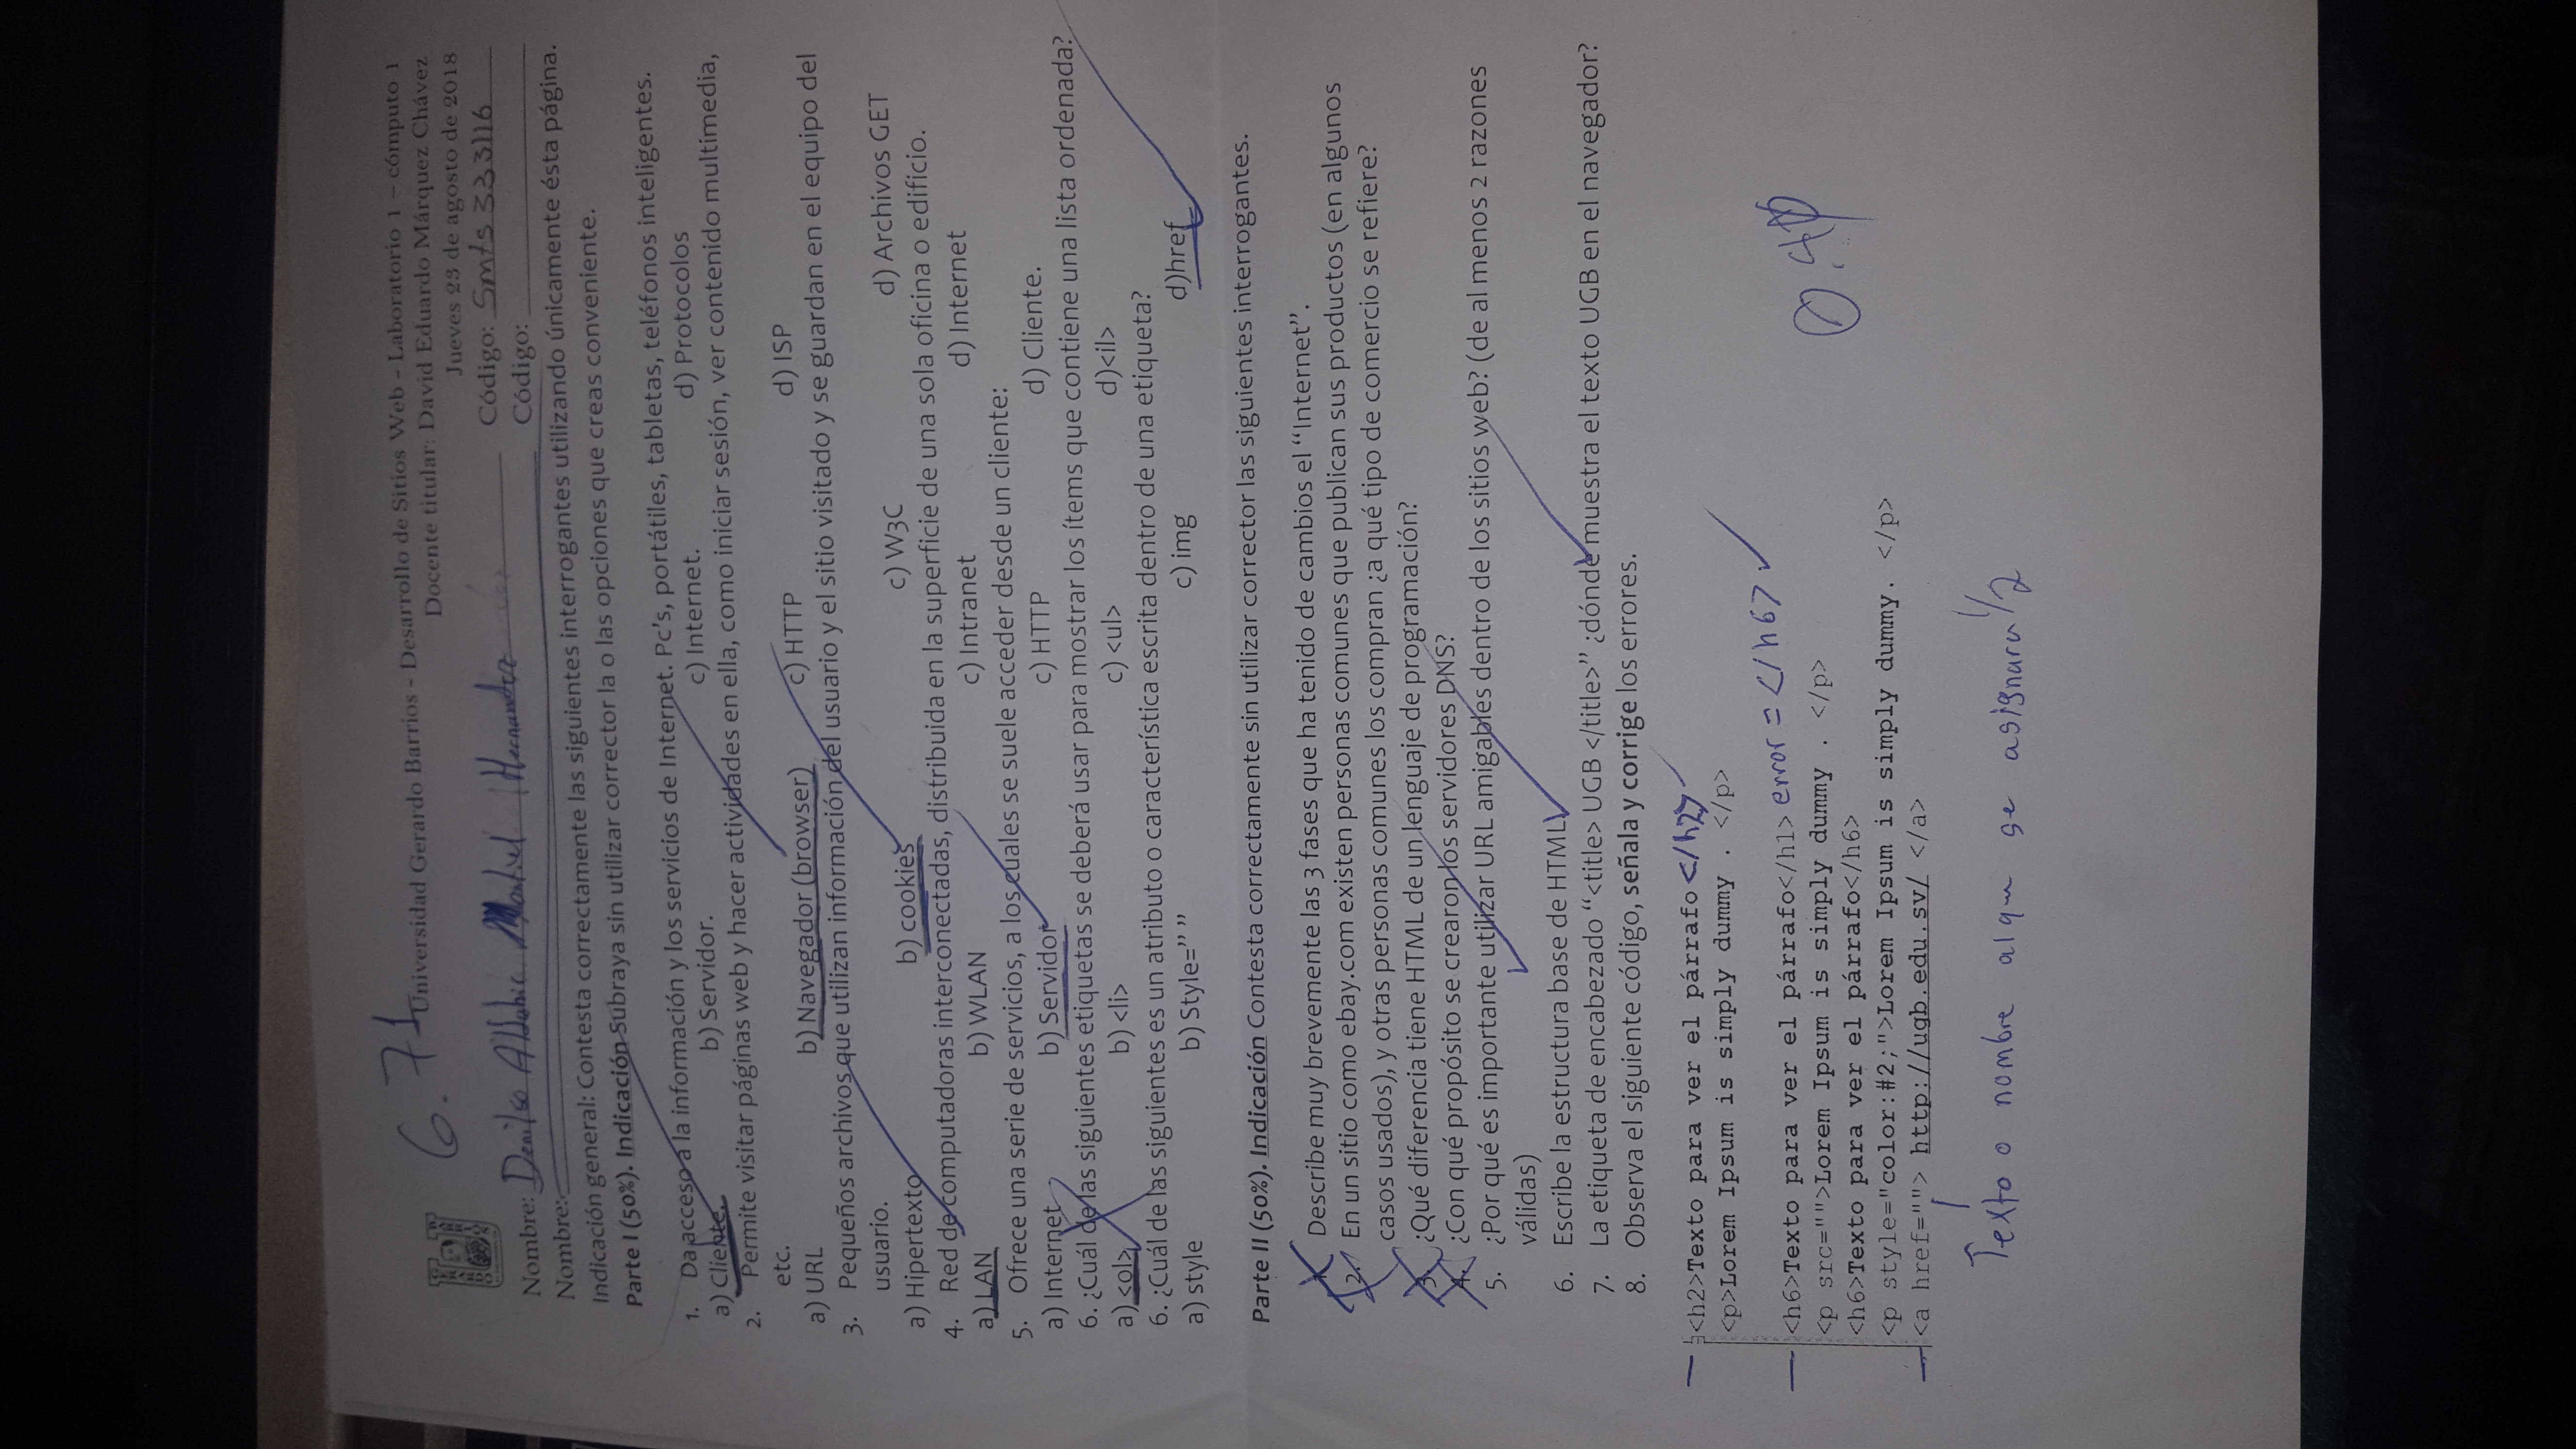 6.71
Universidad Gerardo Barrios - Desarrollo de Sitios Web - Laboratorio 1 – cómputo 1
Docente titular: David Eduardo Márquez Chávez
Jueves 23 de agosto de 2018
Código: Smts 333116
Nombre: Hernandez
Código:
Nombre:
Indicación general: Contesta correctamente las siguientes interrogantes utilizando únicamente ésta página.
Parte I (50%). Indicación Subraya sin utilizar corrector la o las opciones que creas conveniente.
1. Da acceso a la información y los servicios de Internet. Pc's, portátiles, tabletas, teléfonos inteligentes.
a) Cliente. b) Servidor. c) Internet. d) Protocolos
2. Permite visitar páginas web y hacer actividades en ella, como iniciar sesión, ver contenido multimedia,
etc.
a) URL b) Navegador (browser) c) HTTP d) ISP
3. Pequeños archivos que utilizan información del usuario y el sitio visitado y se guardan en el equipo del
usuario.
a) Hipertexto b) cookies c) W3C d) Archivos GET
4. Red de computadoras interconectadas, distribuida en la superficie de una sola oficina o edificio.
a) LAN b) WLAN c) Intranet d) Internet
5. Ofrece una serie de servicios, a los cuales se suele acceder desde un cliente:
a) Internet b) Servidor c) HTTP d) Cliente.
6. ¿Cuál de las siguientes etiquetas se deberá usar para mostrar los ítems que contiene una lista ordenada?
a) <ol> b) <li> c) <ul> d)<il>
6. ¿Cuál de las siguientes es un atributo o característica escrita dentro de una etiqueta?
a) style b) Style=” ” c) img d)href
Parte II (50%). Indicación Contesta correctamente sin utilizar corrector las siguientes interrogantes.
1. Describe muy brevemente las 3 fases que ha tenido de cambios el “Internet”.
2. En un sitio como ebay.com existen personas comunes que publican sus productos (en algunos
casos usados), y otras personas comunes los compran ¿a qué tipo de comercio se refiere?
3. ¿Qué diferencia tiene HTML de un lenguaje de programación?
4. ¿Con qué propósito se crearon los servidores DNS?
5. ¿Por qué es importante utilizar URL amigables dentro de los sitios web? (de al menos 2 razones
válidas)
6. Escribe la estructura base de HTML
7. La etiqueta de encabezado “<title> UGB </title>” ¿dónde muestra el texto UGB en el navegador?
8. Observa el siguiente código, señala y corrige los errores.
<h2>Texto para ver el párrafo </h2>
<p>Lorem Ipsum is simply dummy . </p>
<h6>Texto para ver el párrafo</h1> error = </h6>
<p src="">Lorem Ipsum is simply dummy . </p>
<h6>Texto para ver el párrafo</h6>
<p style="color:#2;">Lorem Ipsum is simply dummy. </p>
<a href=""> http://ugb.edu.sv/ </a>
Texto o nombre alqu se asignara 1/2